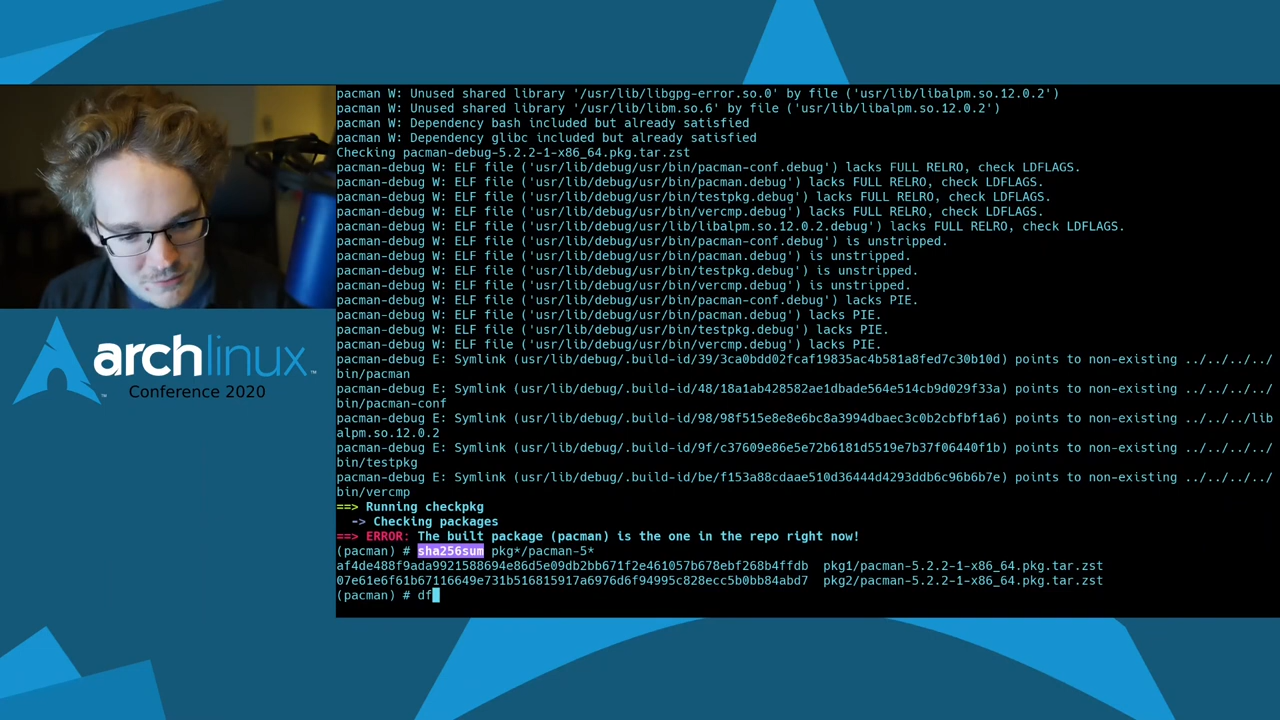 pacman W: Unused shared library '/usr/lib/libgpg-error.so.0' by file ('usr/lib/libalpm.so.12.0.2')
pacman W: Unused shared library '/usr/lib/libm.so.6' by file ('usr/lib/libalpm.so.12.0.2')
pacman W: Dependency bash included but already satisfied
pacman W: Dependency glibc included but already satisfied
Checking pacman-debug-5.2.2-1-x86_64.pkg.tar.zst
pacman-debug W: ELF file ('usr/lib/debug/usr/bin/pacman-conf.debug') lacks FULL RELRO, check LDFLAGS.
pacman-debug W: ELF file ('usr/lib/debug/usr/bin/pacman.debug') lacks FULL RELRO, check LDFLAGS.
pacman-debug W: ELF file ('usr/lib/debug/usr/bin/testpkg.debug') lacks FULL RELRO, check LDFLAGS.
pacman-debug W: ELF file ('usr/lib/debug/usr/bin/vercmp.debug') lacks FULL RELRO, check LDFLAGS.
pacman-debug W: ELF file ('usr/lib/debug/usr/lib/libalpm.so.12.0.2.debug') lacks FULL RELRO, check LDFLAGS.
pacman-debug W: ELF file ('usr/lib/debug/usr/bin/pacman-conf.debug') is unstripped.
pacman-debug W: ELF file ('usr/lib/debug/usr/bin/pacman.debug') is unstripped.
pacman-debug W: ELF file ('usr/lib/debug/usr/bin/testpkg.debug') is unstripped.
pacman-debug W: ELF file ('usr/lib/debug/usr/bin/vercmp.debug') is unstripped.
pacman-debug W: ELF file ('usr/lib/debug/usr/bin/pacman-conf.debug') lacks PIE.
pacman-debug W: ELF file ('usr/lib/debug/usr/bin/pacman.debug') lacks PIE.
pacman-debug W: ELF file ('usr/lib/debug/usr/bin/testpkg.debug') lacks PIE.
pacman-debug W: ELF file ('usr/lib/debug/usr/bin/vercmp.debug') lacks PIE.
pacman-debug E: Symlink (usr/lib/debug/.build-id/39/3ca0bdd02fcaf19835ac4b581a8fed7c30b10d) points to non-existing ../../../../
bin/pacman
pacman-debug E: Symlink (usr/lib/debug/.build-id/48/18a1ab428582ae1dbade564e514cb9d029f33a) points to non-existing ../../../../
bin/pacman-conf
pacman-debug E: Symlink (usr/lib/debug/.build-id/98/98f515e8e8e6bc8a3994dbaec3c0b2cbfbf1a6) points to non-existing ../../../lib
alpm.so.12.0.2
pacman-debug E: Symlink (usr/lib/debug/.build-id/9f/c37609e86e5e72b6181d5519e7b37f06440f1b) points to non-existing ../../../../
bin/testpkg
pacman-debug E: Symlink (usr/lib/debug/.build-id/be/f153a88cdaae510d36444d4293ddb6c96b6b7e) points to non-existing ../../../../
bin/vercmp
==> Running checkpkg
-> Checking packages
==> ERROR: The built package (pacman) is the one in the repo right now!
(pacman) # sha256sum pkg*/pacman-5*
af4de488f9ada9921588694e86d5e09db2bb671f2e461057b678ebf268b4ffdb pkg1/pacman-5.2.2-1-x86_64.pkg.tar.zst
07e61e6f61b67116649e731b516815917a6976d6f94995c828ecc5b0bb84abd7 pkg2/pacman-5.2.2-1-x86_64.pkg.tar.zst
(pacman) # df
archlinux™
Conference 2020